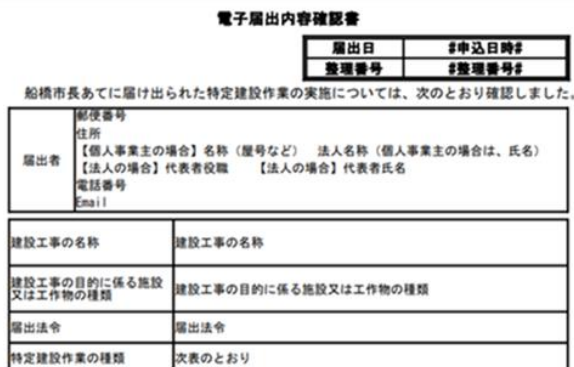 電子届出内容確認書
届出日 #申込日時#
整理番号 #整理番号#
船橋市長あてに届け出られた特定建設作業の実施については、次のとおり確認しました。
郵便番号
住所
届出者 【個人事業主の場合】名称（屋号など） 法人名称（個人事業主の場合は、氏名）
【法人の場合】代表者役職 【法人の場合】代表者氏名
電話番号
Email
建設工事の名称 建設工事の名称
建設工事の目的に係る施設
又は工作物の種類 建設工事の目的に係る施設又は工作物の種類
届出法令 届出法令
特定建設作業の種類 次表のとおり